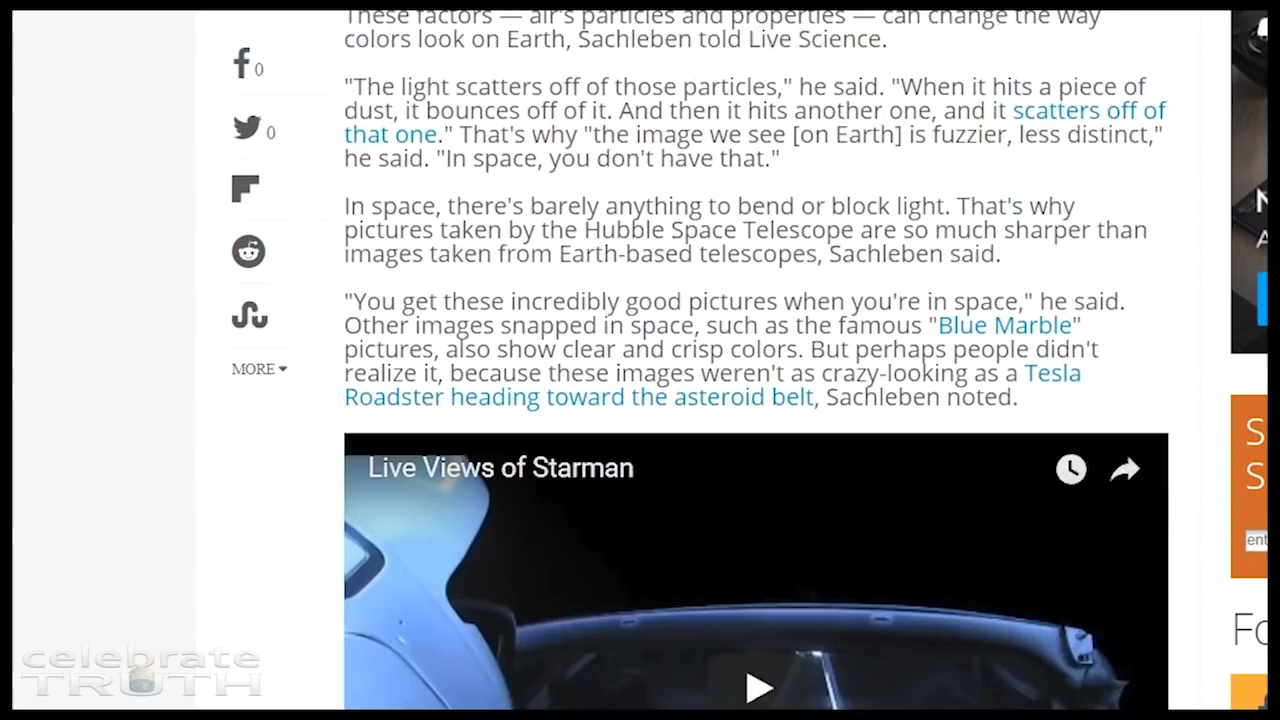 These factors — air's particles and properties — can change the way
colors look on Earth, Sachleben told Live Science.
"The light scatters off of those particles," he said. "When it hits a piece of
dust, it bounces off of it. And then it hits another one, and it scatters off of
that one." That's why "the image we see [on Earth] is fuzzier, less distinct,"
he said. "In space, you don't have that."
In space, there's barely anything to bend or block light. That's why
pictures taken by the Hubble Space Telescope are so much sharper than
images taken from Earth-based telescopes, Sachleben said.
"You get these incredibly good pictures when you're in space," he said.
Other images snapped in space, such as the famous "Blue Marble"
pictures, also show clear and crisp colors. But perhaps people didn't
realize it, because these images weren't as crazy-looking as a Tesla
Roadster heading toward the asteroid belt, Sachleben noted.
Live Views of Starman
0
0
MORE
S
S
ent
Fo
celebrate
TRUTH